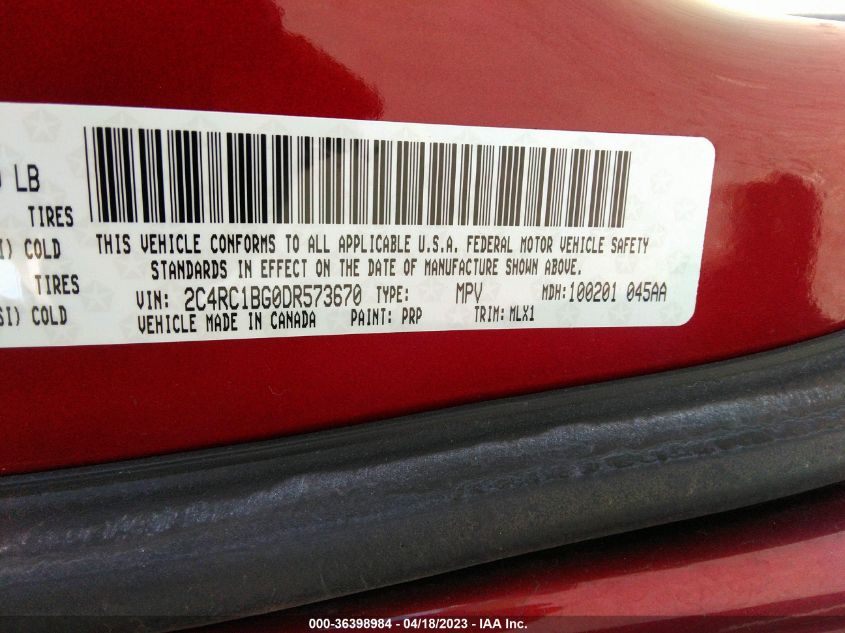 LB
TIRES
I) COLD
TIRES
SI) COLD
THIS VEHICLE CONFORMS TO ALL APPLICABLE U.S.A. FEDERAL MOTOR VEHICLE SAFETY
STANDARDS IN EFFECT ON THE DATE OF MANUFACTURE SHOWN ABOVE.
VIN: 2C4RC1BG0DR573670 TYPE: MPV MDH:100201 045AA
VEHICLE MADE IN CANADA PAINT: PRP TRIM: MLX1
000-36398984 - 04/18/2023 - IAA Inc.